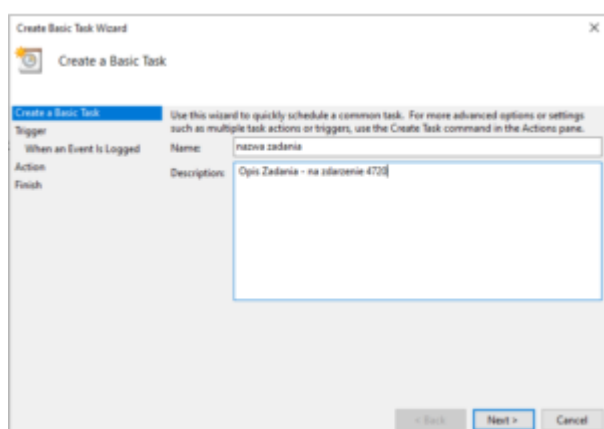 Create Basic Task Wizard
Create a Basic Task
Create a Basic Task
Use this wizard to quickly schedule a common task. For more advanced options or settings
such as multiple task actions or triggers, use the Create Task command in the Actions pane.
Trigger
When an Event Is Logged
Name:
nazwa zadania
Action
Description:
Opis Zadania - na zdarzenie 4720
Finish
< Back
Next >
Cancel